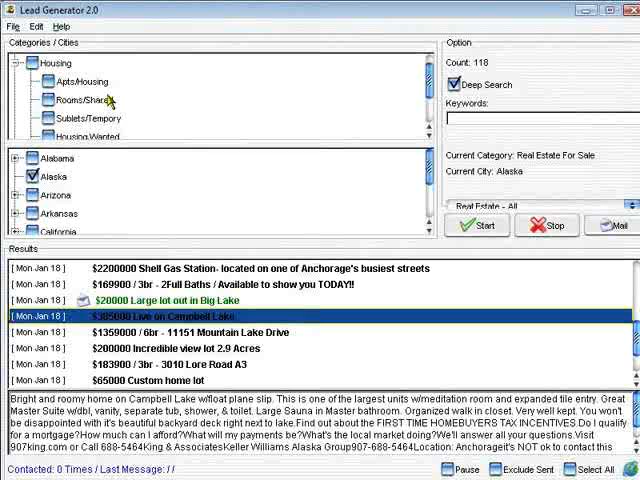 Lead Generator 2.0
File Edit Help
Categories / Cities
Housing
Apts/Housing
Rooms/Share
Sublets/Tempory
Housing Wanted
Alabama
Alaska
Arizona
Arkansas
California
Option
Count: 118
Deep Search
Keywords:
Current Category: Real Estate For Sale
Current City: Alaska
Real Estate - All
Start Stop Mail
Results
[ Mon Jan 18 ] $2200000 Shell Gas Station- located on one of Anchorage's busiest streets
[ Mon Jan 18 ] $169900 / 3br - 2Full Baths / Available to show you TODAY!!
[ Mon Jan 18 ] $20000 Large lot out in Big Lake
[ Mon Jan 18 ] $385000 Live on Campbell Lake
[ Mon Jan 18 ] $1359000 / 6br - 11151 Mountain Lake Drive
[ Mon Jan 18 ] $200000 Incredible view lot 2.9 Acres
[ Mon Jan 18 ] $183900 / 3br - 3010 Lore Road A3
[ Mon Jan 18 ] $65000 Custom home lot
Bright and roomy home on Campbell Lake w/float plane slip. This is one of the largest units w/meditation room and expanded tile entry. Great
Master Suite w/dbl, vanity, separate tub, shower, & toilet. Large Sauna in Master bathroom. Organized walk in closet. Very well kept. You won't
be disappointed with it's beautiful backyard deck right next to lake.Find out about the FIRST TIME HOMEBUYERS TAX INCENTIVES.Do I qualify
for a mortgage?How much can I afford?What will my payments be?What's the local market doing?We'll answer all your questions.Visit
907king.com or Call 688-5464King & AssociatesKeller Williams Alaska Group907-688-5464Location: Anchorageit's NOT ok to contact this
Contacted: 0 Times / Last Message: / /
Pause Exclude Sent Select All